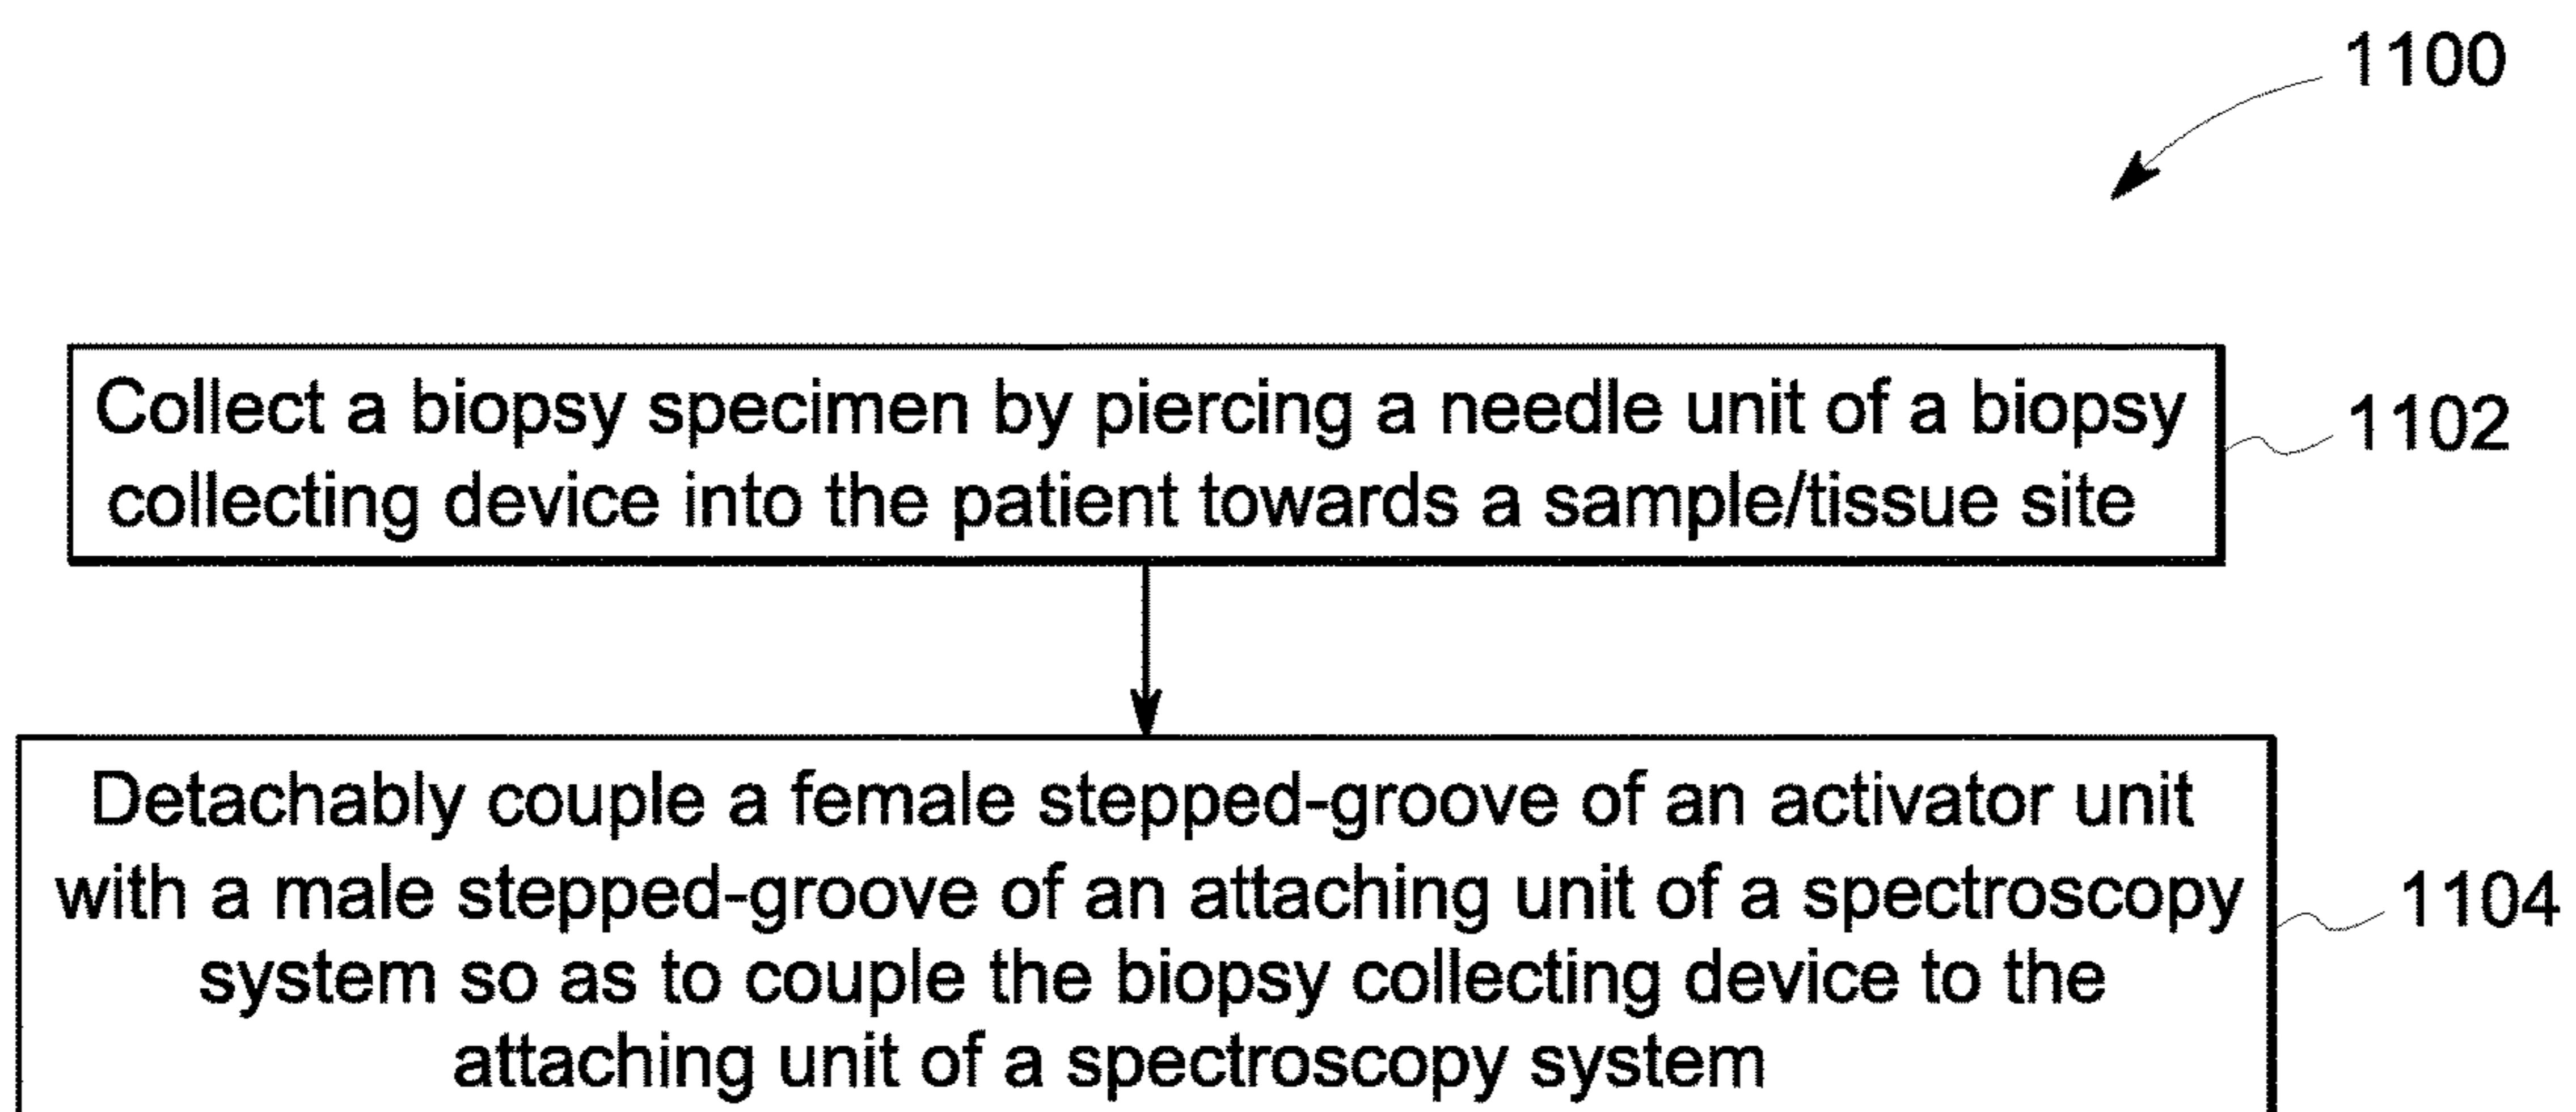 1100
Collect a biopsy specimen by piercing a needle unit of a biopsy
collecting device into the patient towards a sample/tissue site
1102
Detachably couple a female stepped-groove of an activator unit
with a male stepped-groove of an attaching unit of a spectroscopy
system so as to couple the biopsy collecting device to the
attaching unit of a spectroscopy system
1104